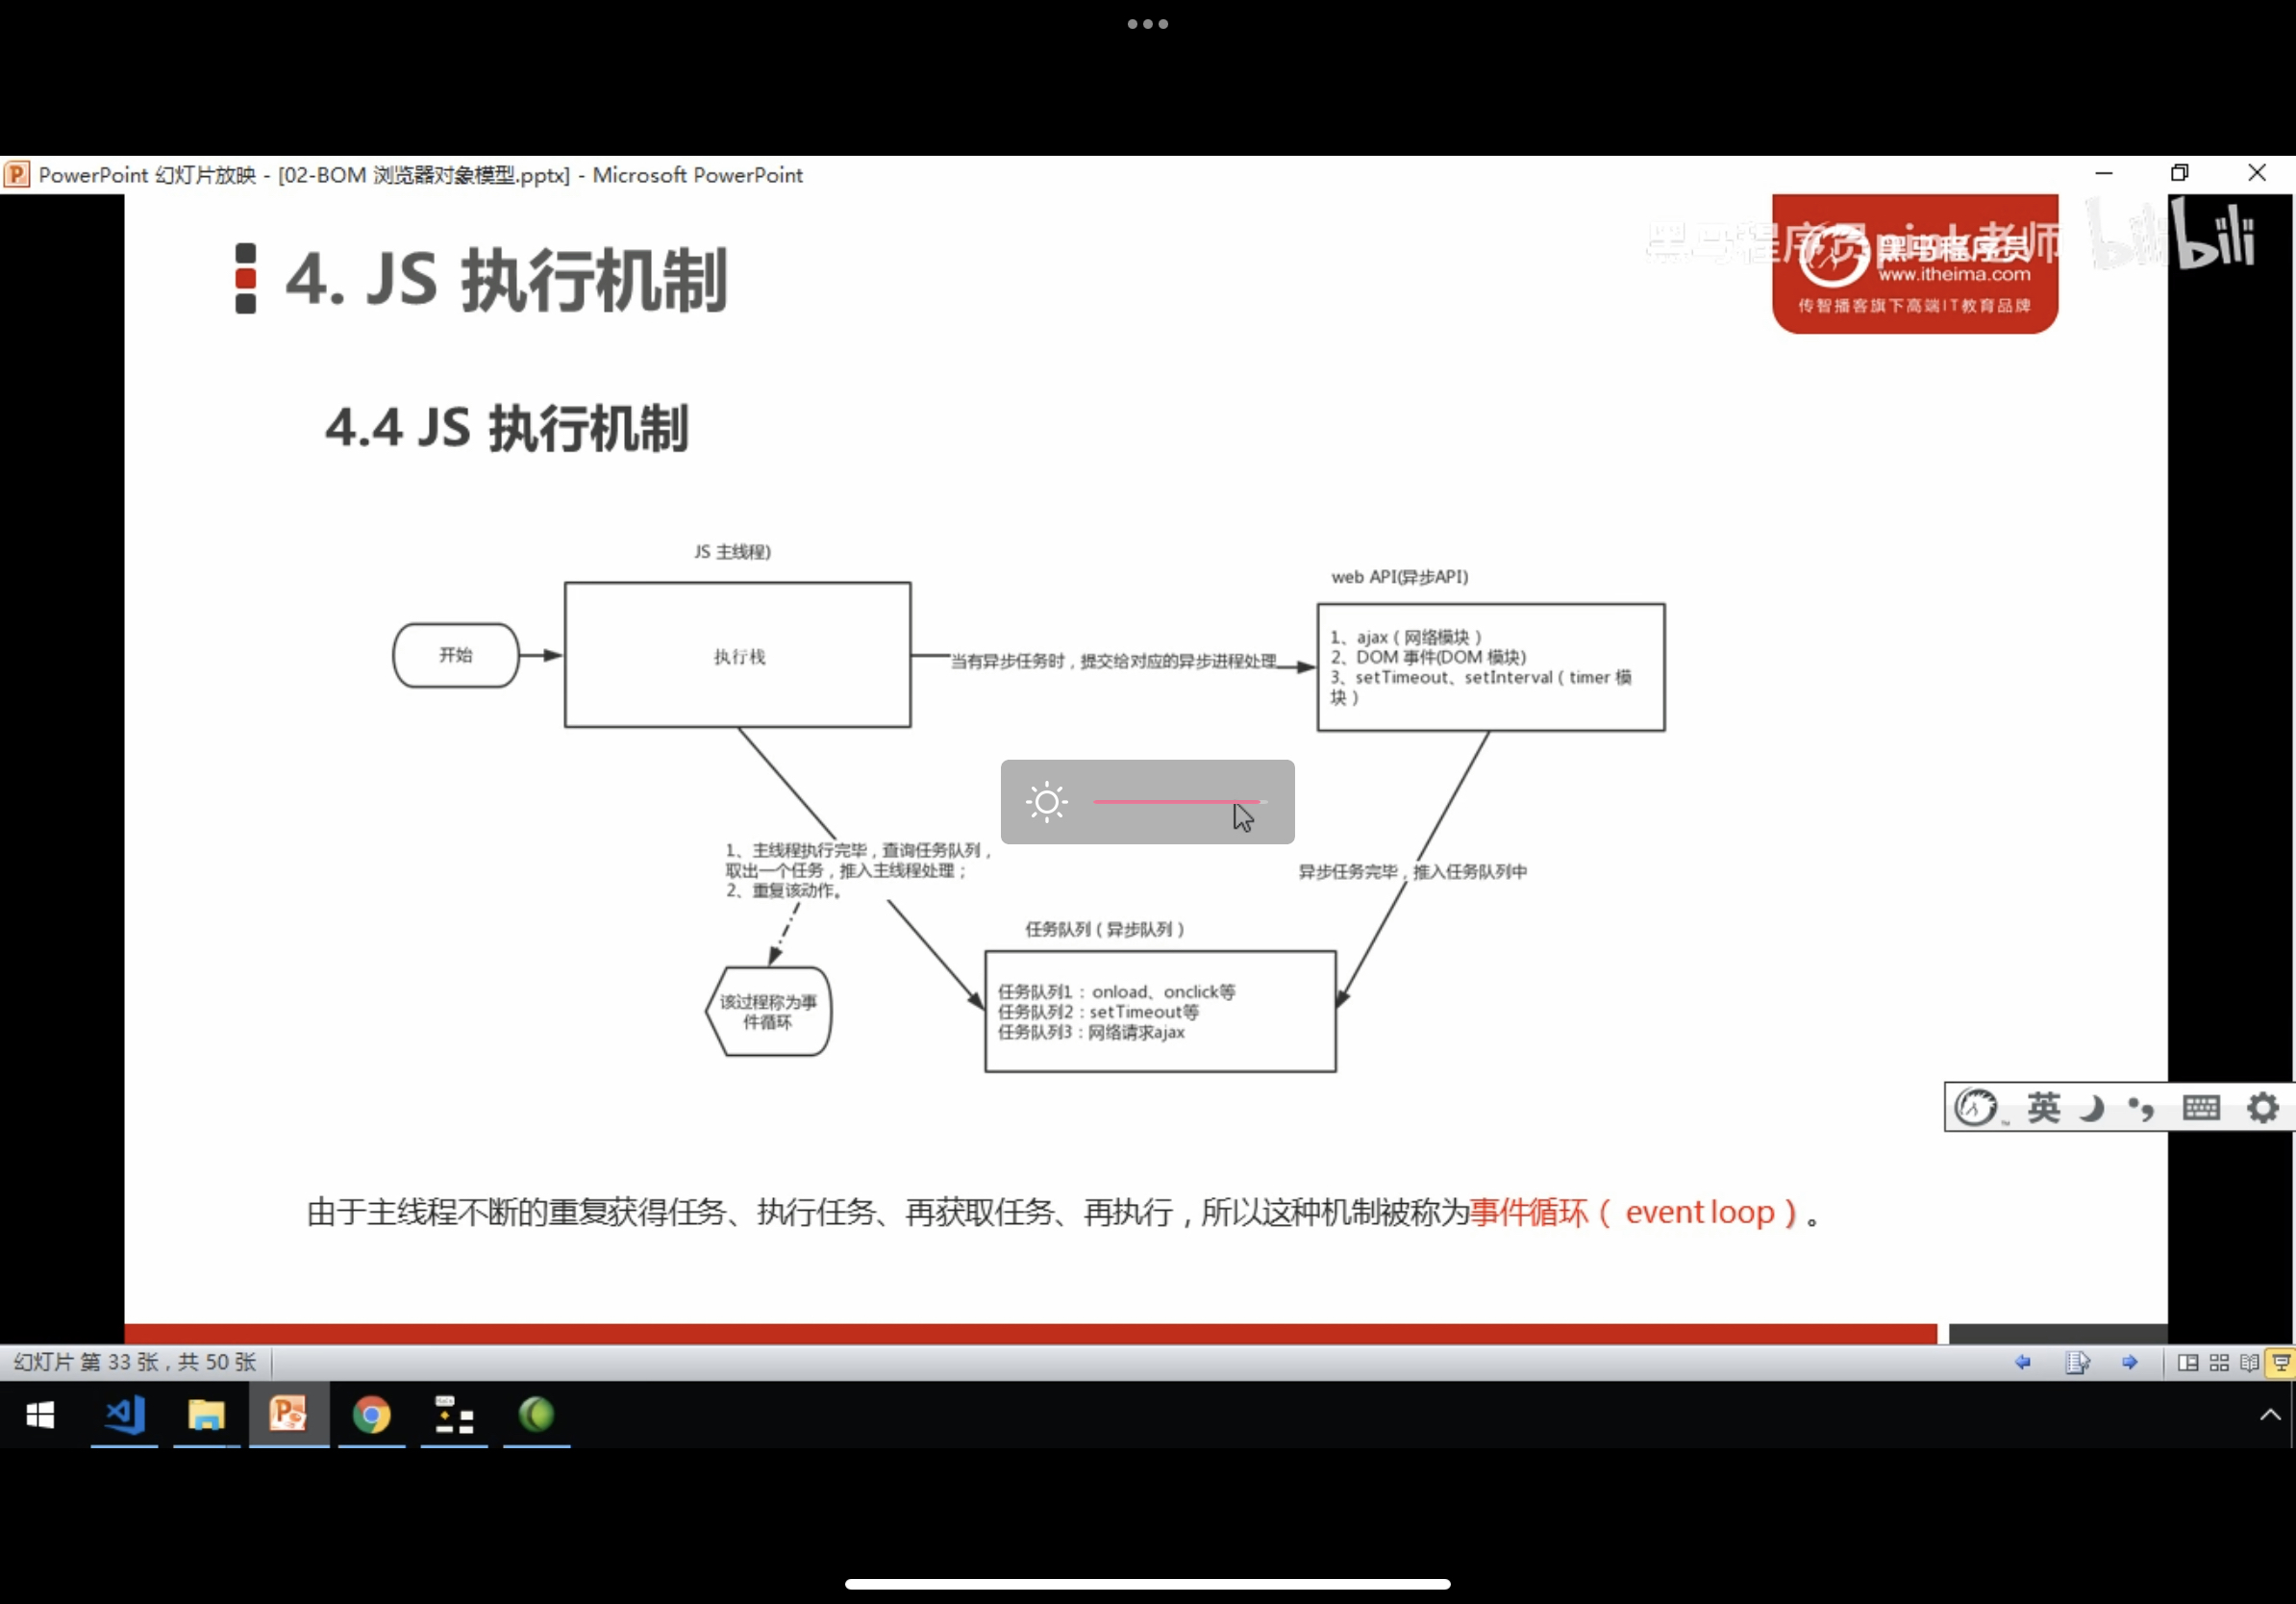 PowerPoint 幻灯片放映 - [02-BOM 浏览器对象模型.pptx] - Microsoft PowerPoint
4. JS 执行机制
黑马程序员pink老师
bilibili
黑马程序员
www.itheima.com
传智播客旗下高端IT教育品牌
4.4 JS 执行机制
JS 主线程)
web API(异步API)
开始
执行栈
当有异步任务时，提交给对应的异步进程处理
1、ajax（网络模块）
2、DOM 事件(DOM 模块)
3、setTimeout、setInterval（timer 模
块）
1、主线程执行完毕，查询任务队列，
取出一个任务，推入主线程处理；
2、重复该动作。
异步任务完毕，推入任务队列中
任务队列（异步队列）
该过程称为事
件循环
任务队列1：onload、onclick等
任务队列2：setTimeout等
任务队列3：网络请求ajax
英
由于主线程不断的重复获得任务、执行任务、再获取任务、再执行，所以这种机制被称为事件循环（ event loop）。
幻灯片 第 33 张，共 50 张